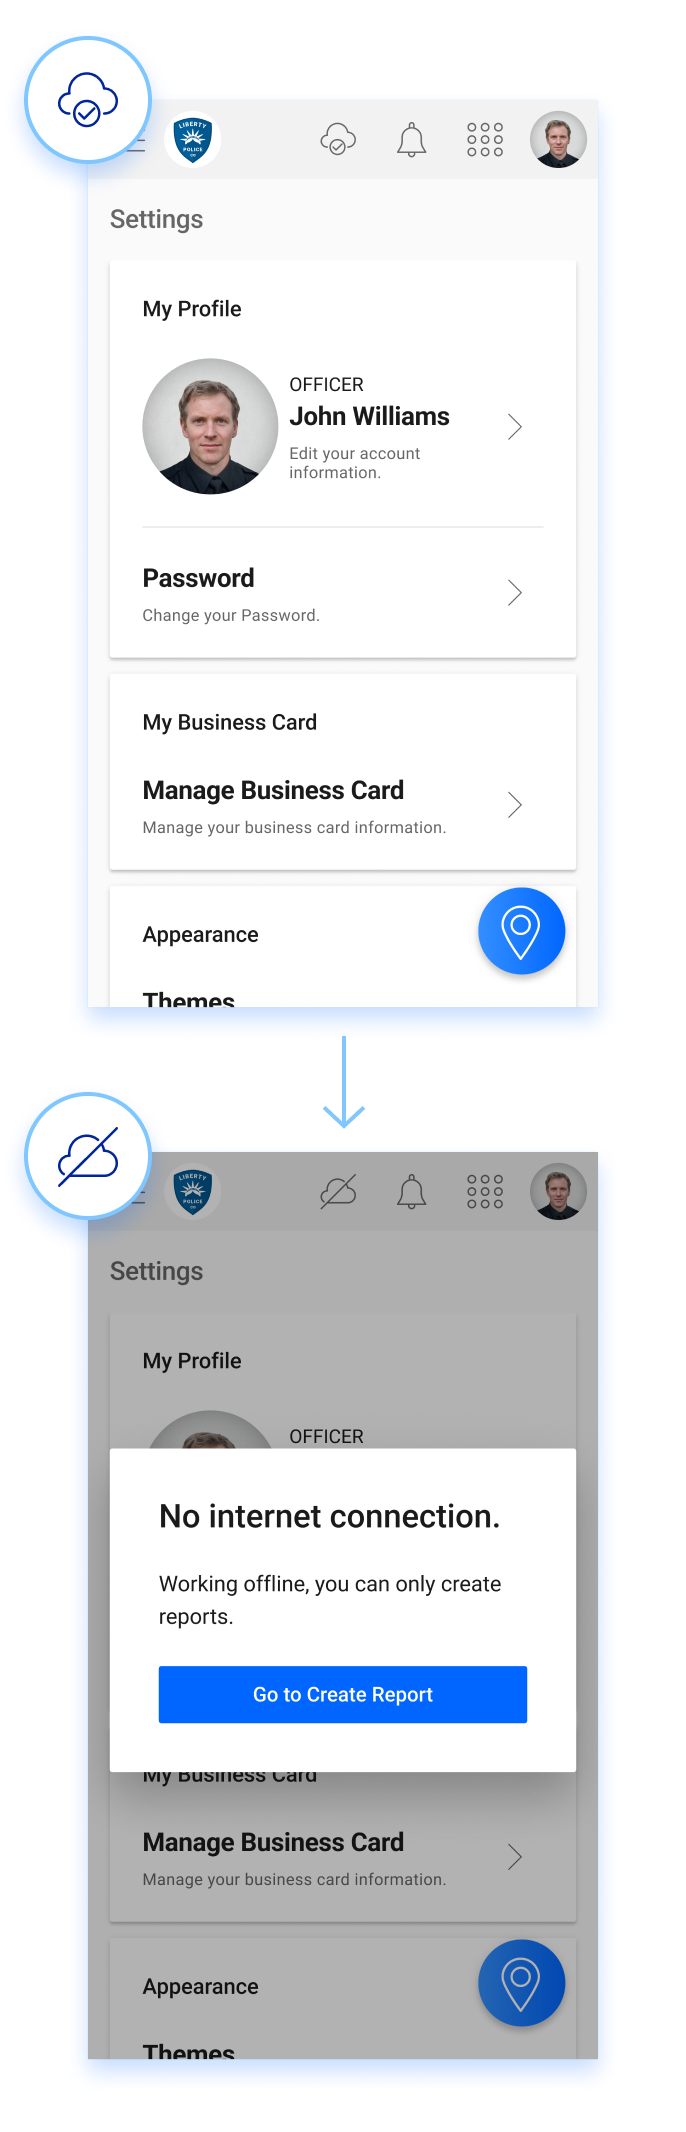 LIBERTY
POLICE
CO
Settings
My Profile
OFFICER
John Williams
Edit your account
information.
Password
Change your Password.
My Business Card
Manage Business Card
Manage your business card information.
Appearance
Themes
LIBERTY
POLICE
CO
Settings
My Profile
OFFICER
No internet connection.
Working offline, you can only create
reports.
Go to Create Report
My Business Card
Manage Business Card
Manage your business card information.
Appearance
Themes